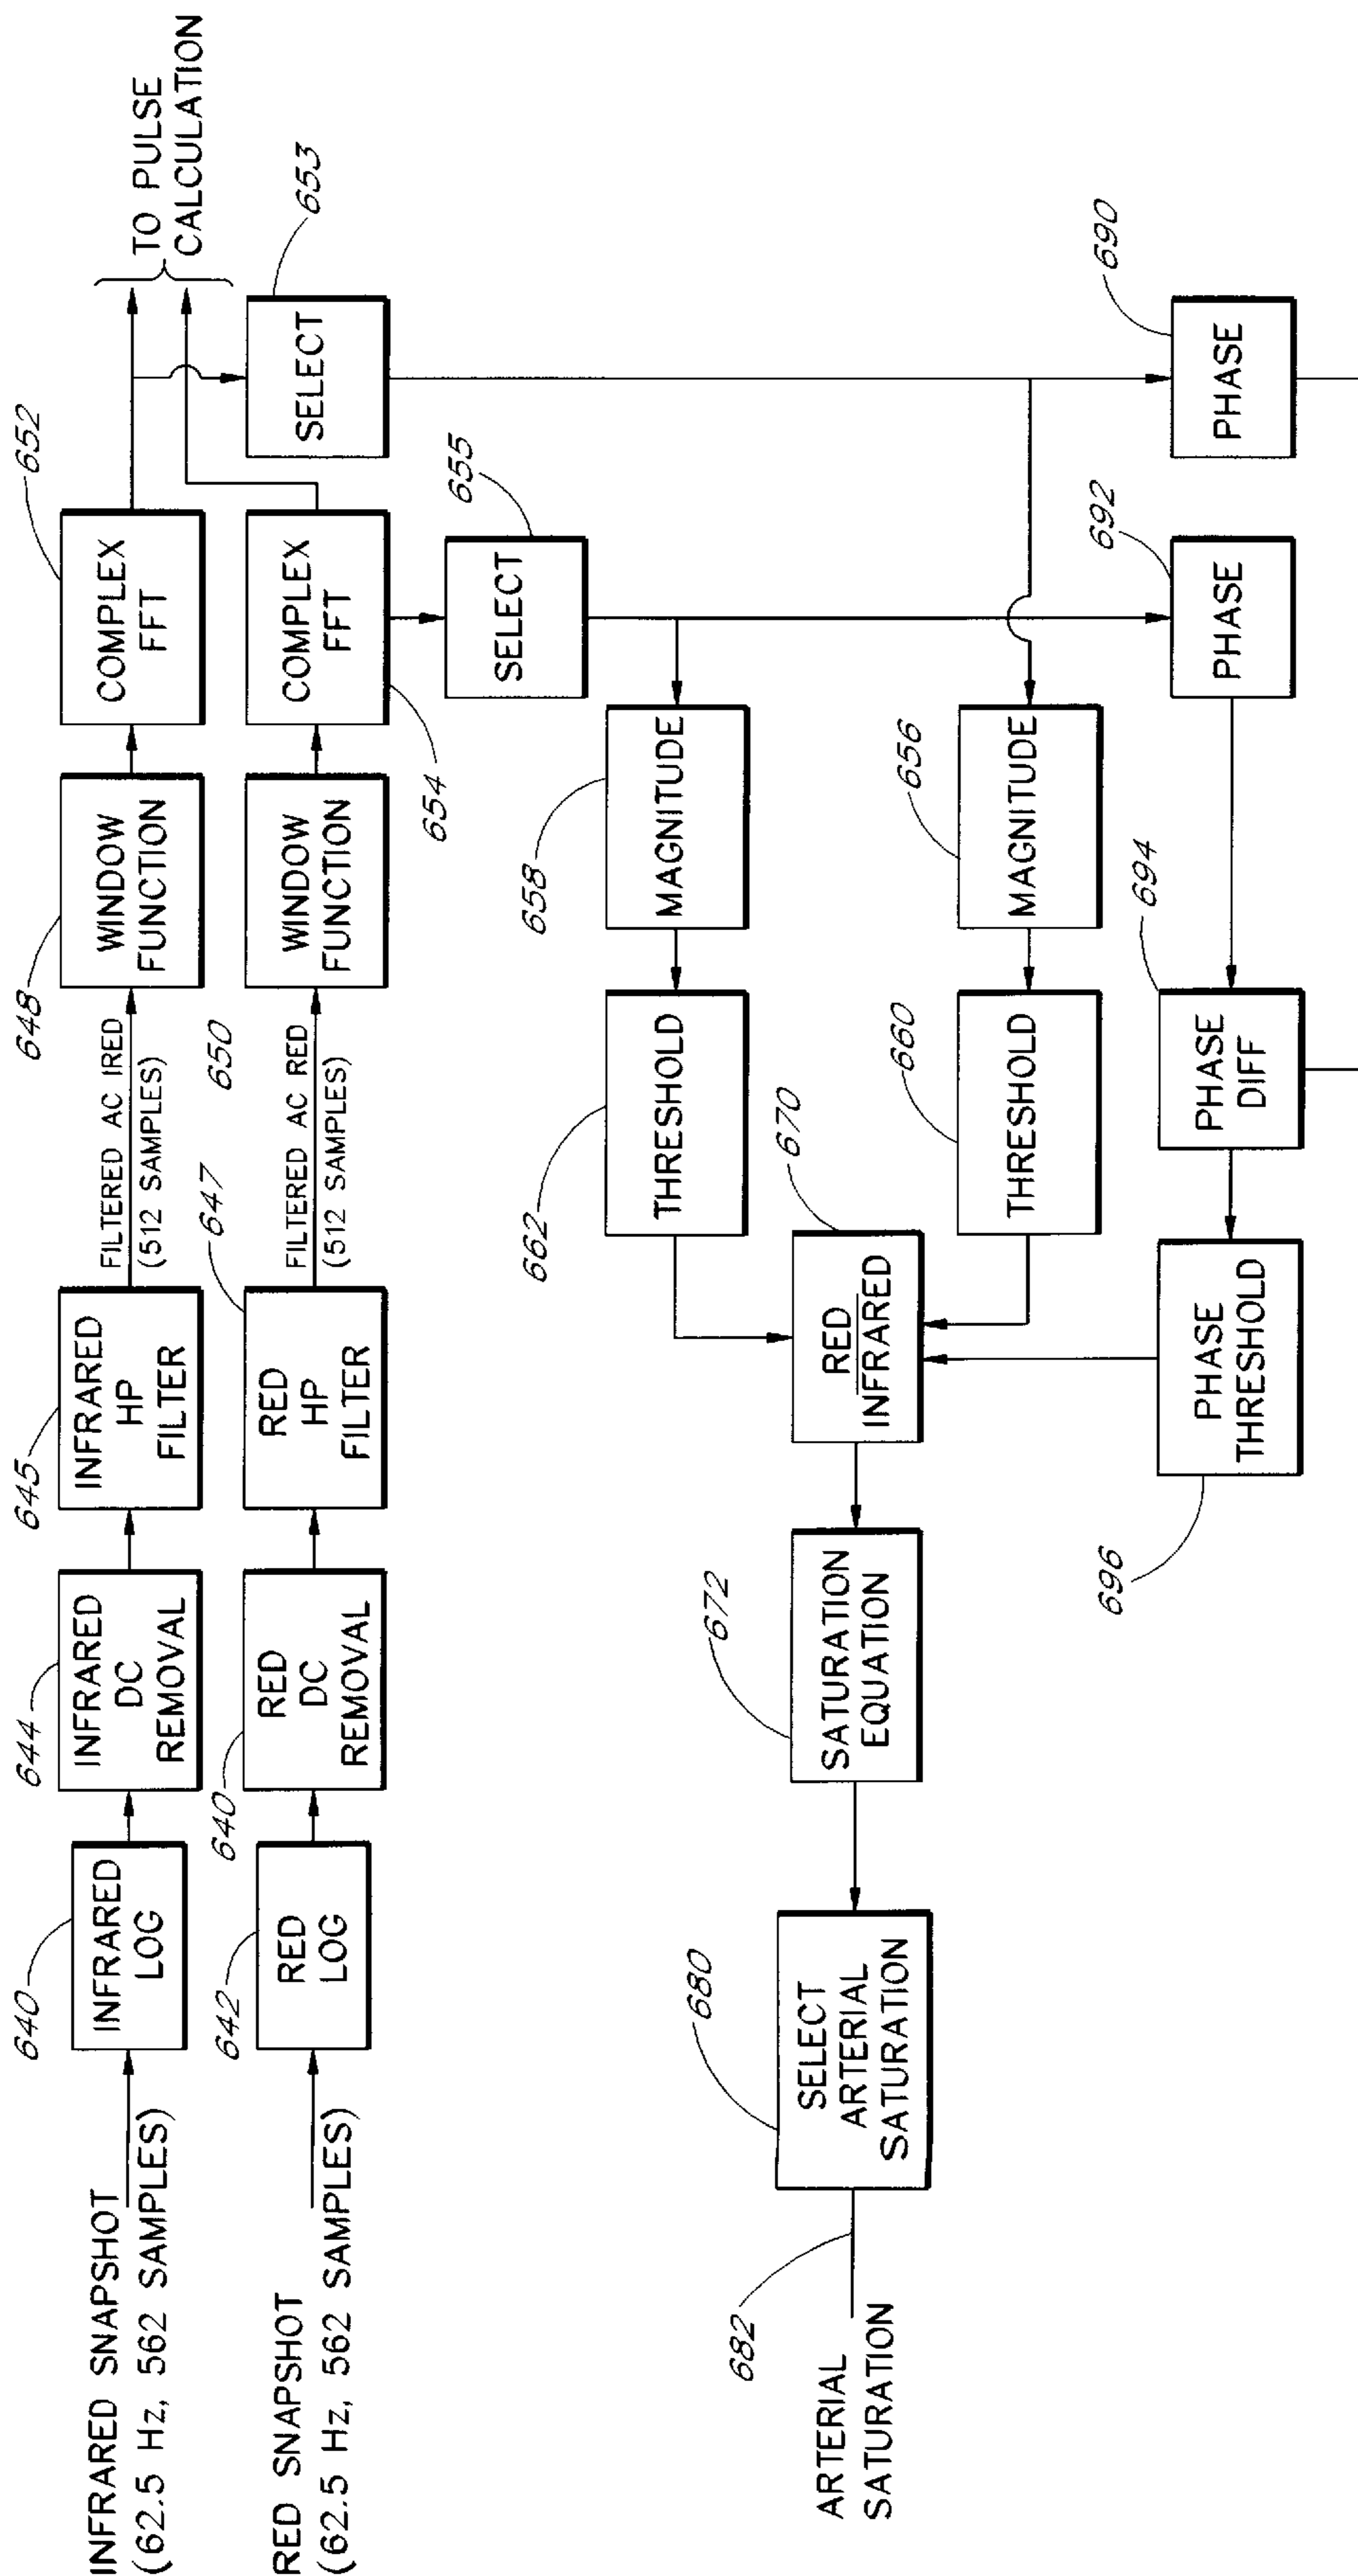 INFRARED SNAPSHOT
(62.5 Hz, 562 SAMPLES)
640
INFRARED
LOG
644
INFRARED
DC
REMOVAL
645
INFRARED
HP
FILTER
FILTERED AC IRED
(512 SAMPLES)
648
WINDOW
FUNCTION
652
COMPLEX
FFT
TO PULSE
CALCULATION
RED SNAPSHOT
(62.5 Hz, 562 SAMPLES)
642
RED
LOG
640
RED
DC
REMOVAL
647
RED
HP
FILTER
FILTERED AC RED
(512 SAMPLES)
650
WINDOW
FUNCTION
654
COMPLEX
FFT
653
SELECT
655
SELECT
658
MAGNITUDE
662
THRESHOLD
656
MAGNITUDE
660
THRESHOLD
670
RED
INFRARED
672
SATURATION
EQUATION
680
SELECT
ARTERIAL
SATURATION
682
ARTERIAL
SATURATION
690
PHASE
692
PHASE
694
PHASE
DIFF
696
PHASE
THRESHOLD